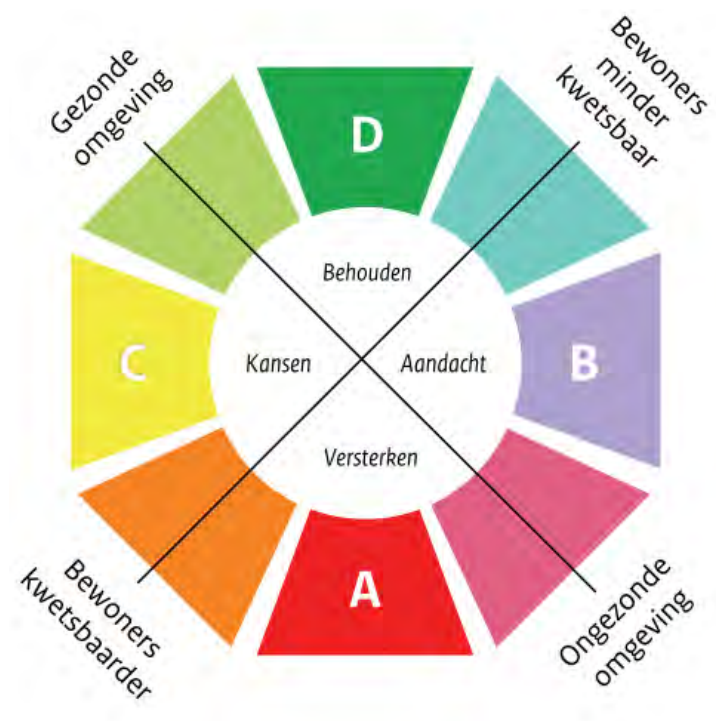 Gezonde
omgeving
Bewoners
minder
kwetsbaar
D
Behouden
C
Kansen
Aandacht
B
Versterken
A
Bewoners
kwetsbaarder
Ongezonde
omgeving